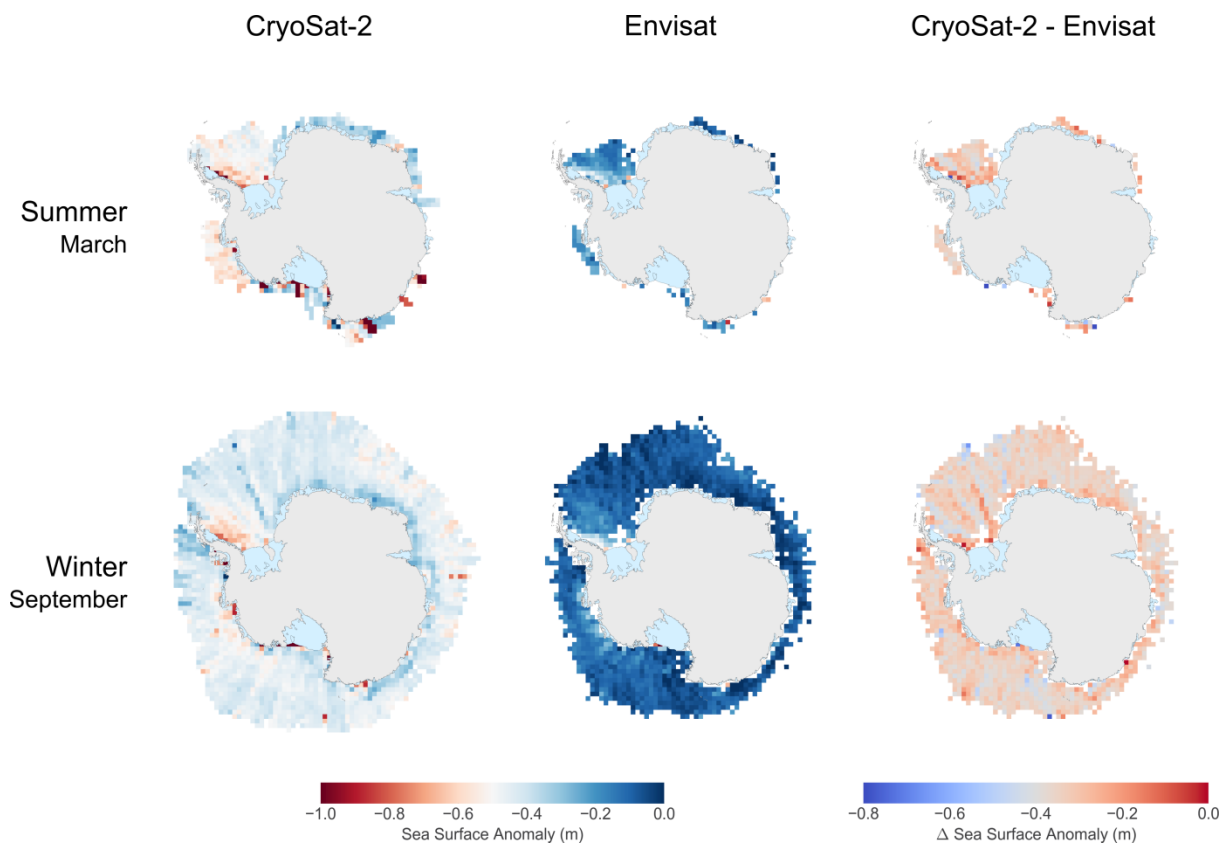 CryoSat-2
Envisat
CryoSat-2 - Envisat
Summer
March
Winter
September
−1.0 −0.8 −0.6 −0.4 −0.2 0.0
Sea Surface Anomaly (m)
−0.8 −0.6 −0.4 −0.2 0.0
Δ Sea Surface Anomaly (m)